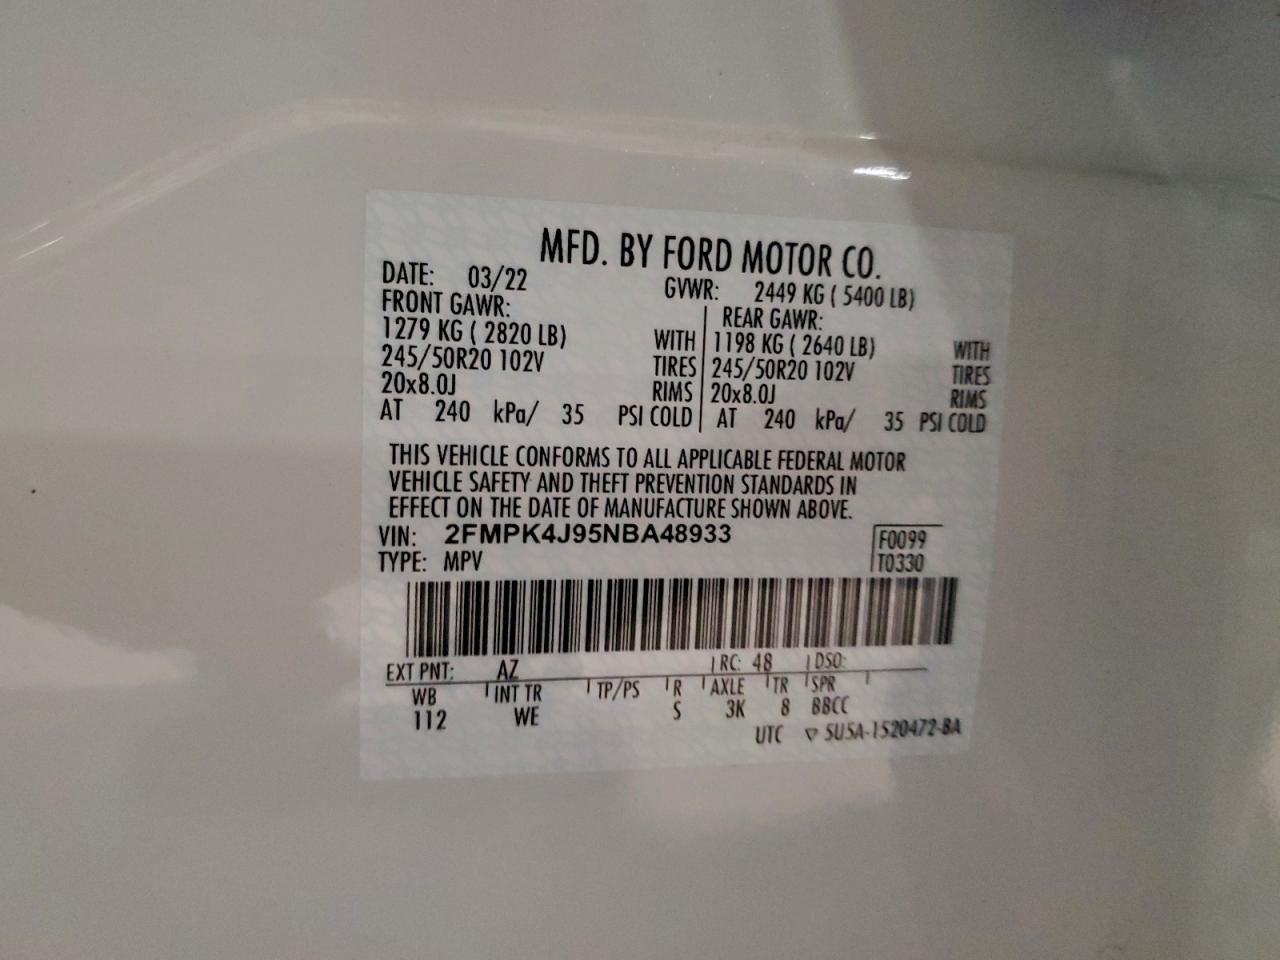 MFD. BY FORD MOTOR CO.
DATE: 03/22 GVWR: 2449 KG ( 5400 LB)
FRONT GAWR: REAR GAWR:
1279 KG ( 2820 LB) WITH 1198 KG ( 2640 LB) WITH
245/50R20 102V TIRES 245/50R20 102V TIRES
20x8.0J RIMS 20x8.0J RIMS
AT 240 kPa/ 35 PSI COLD AT 240 kPa/ 35 PSI COLD
THIS VEHICLE CONFORMS TO ALL APPLICABLE FEDERAL MOTOR
VEHICLE SAFETY AND THEFT PREVENTION STANDARDS IN
EFFECT ON THE DATE OF MANUFACTURE SHOWN ABOVE.
VIN: 2FMPK4J95NBA48933 F0099
TYPE: MPV T0330
EXT PNT: AZ RC: 48 DSO:
WB INT TR TP/PS R AXLE TR SPR
112 WE S 3K 8 BBCC
UTC ▽ 5U5A-1520472-BA